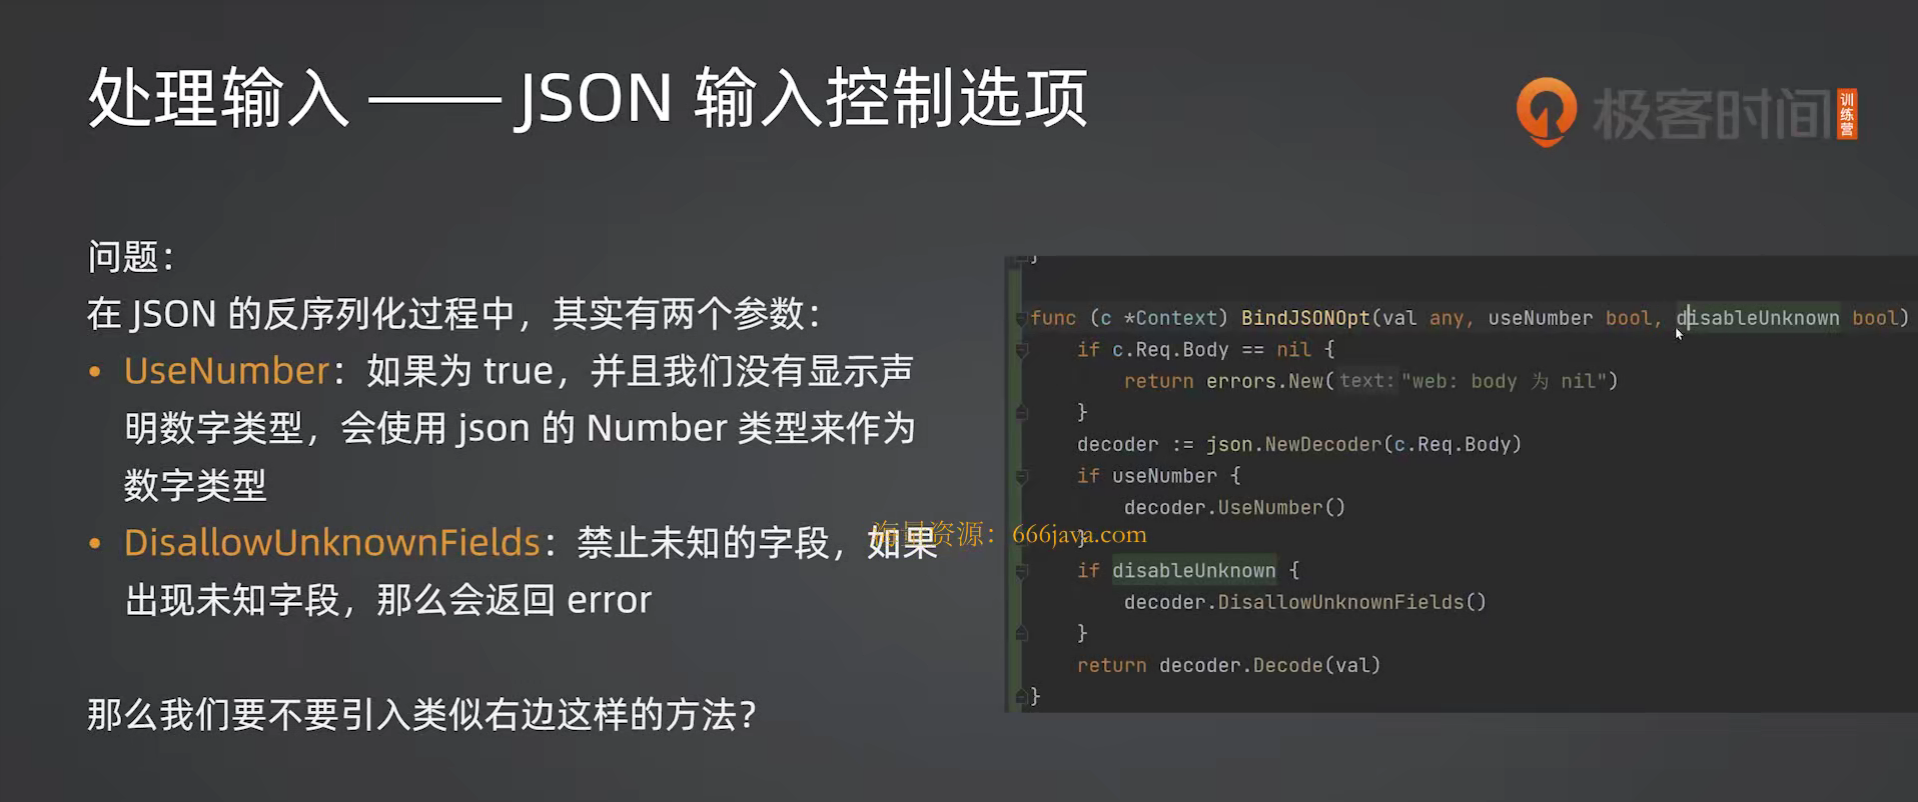 处理输入 —— JSON 输入控制选项
极客时间
训练营
问题：
在 JSON 的反序列化过程中，其实有两个参数：
• UseNumber：如果为 true，并且我们没有显示声
明数字类型，会使用 json 的 Number 类型来作为
数字类型
• DisallowUnknownFields：禁止未知的字段，如果
出现未知字段，那么会返回 error
那么我们要不要引入类似右边这样的方法？
}
func (c *Context) BindJSONOpt(val any, useNumber bool, disableUnknown bool)
if c.Req.Body == nil {
return errors.New( text: "web: body 为 nil")
}
decoder := json.NewDecoder(c.Req.Body)
if useNumber {
decoder.UseNumber()
}
if disableUnknown {
decoder.DisallowUnknownFields()
}
return decoder.Decode(val)
}
海量资源：666java.com